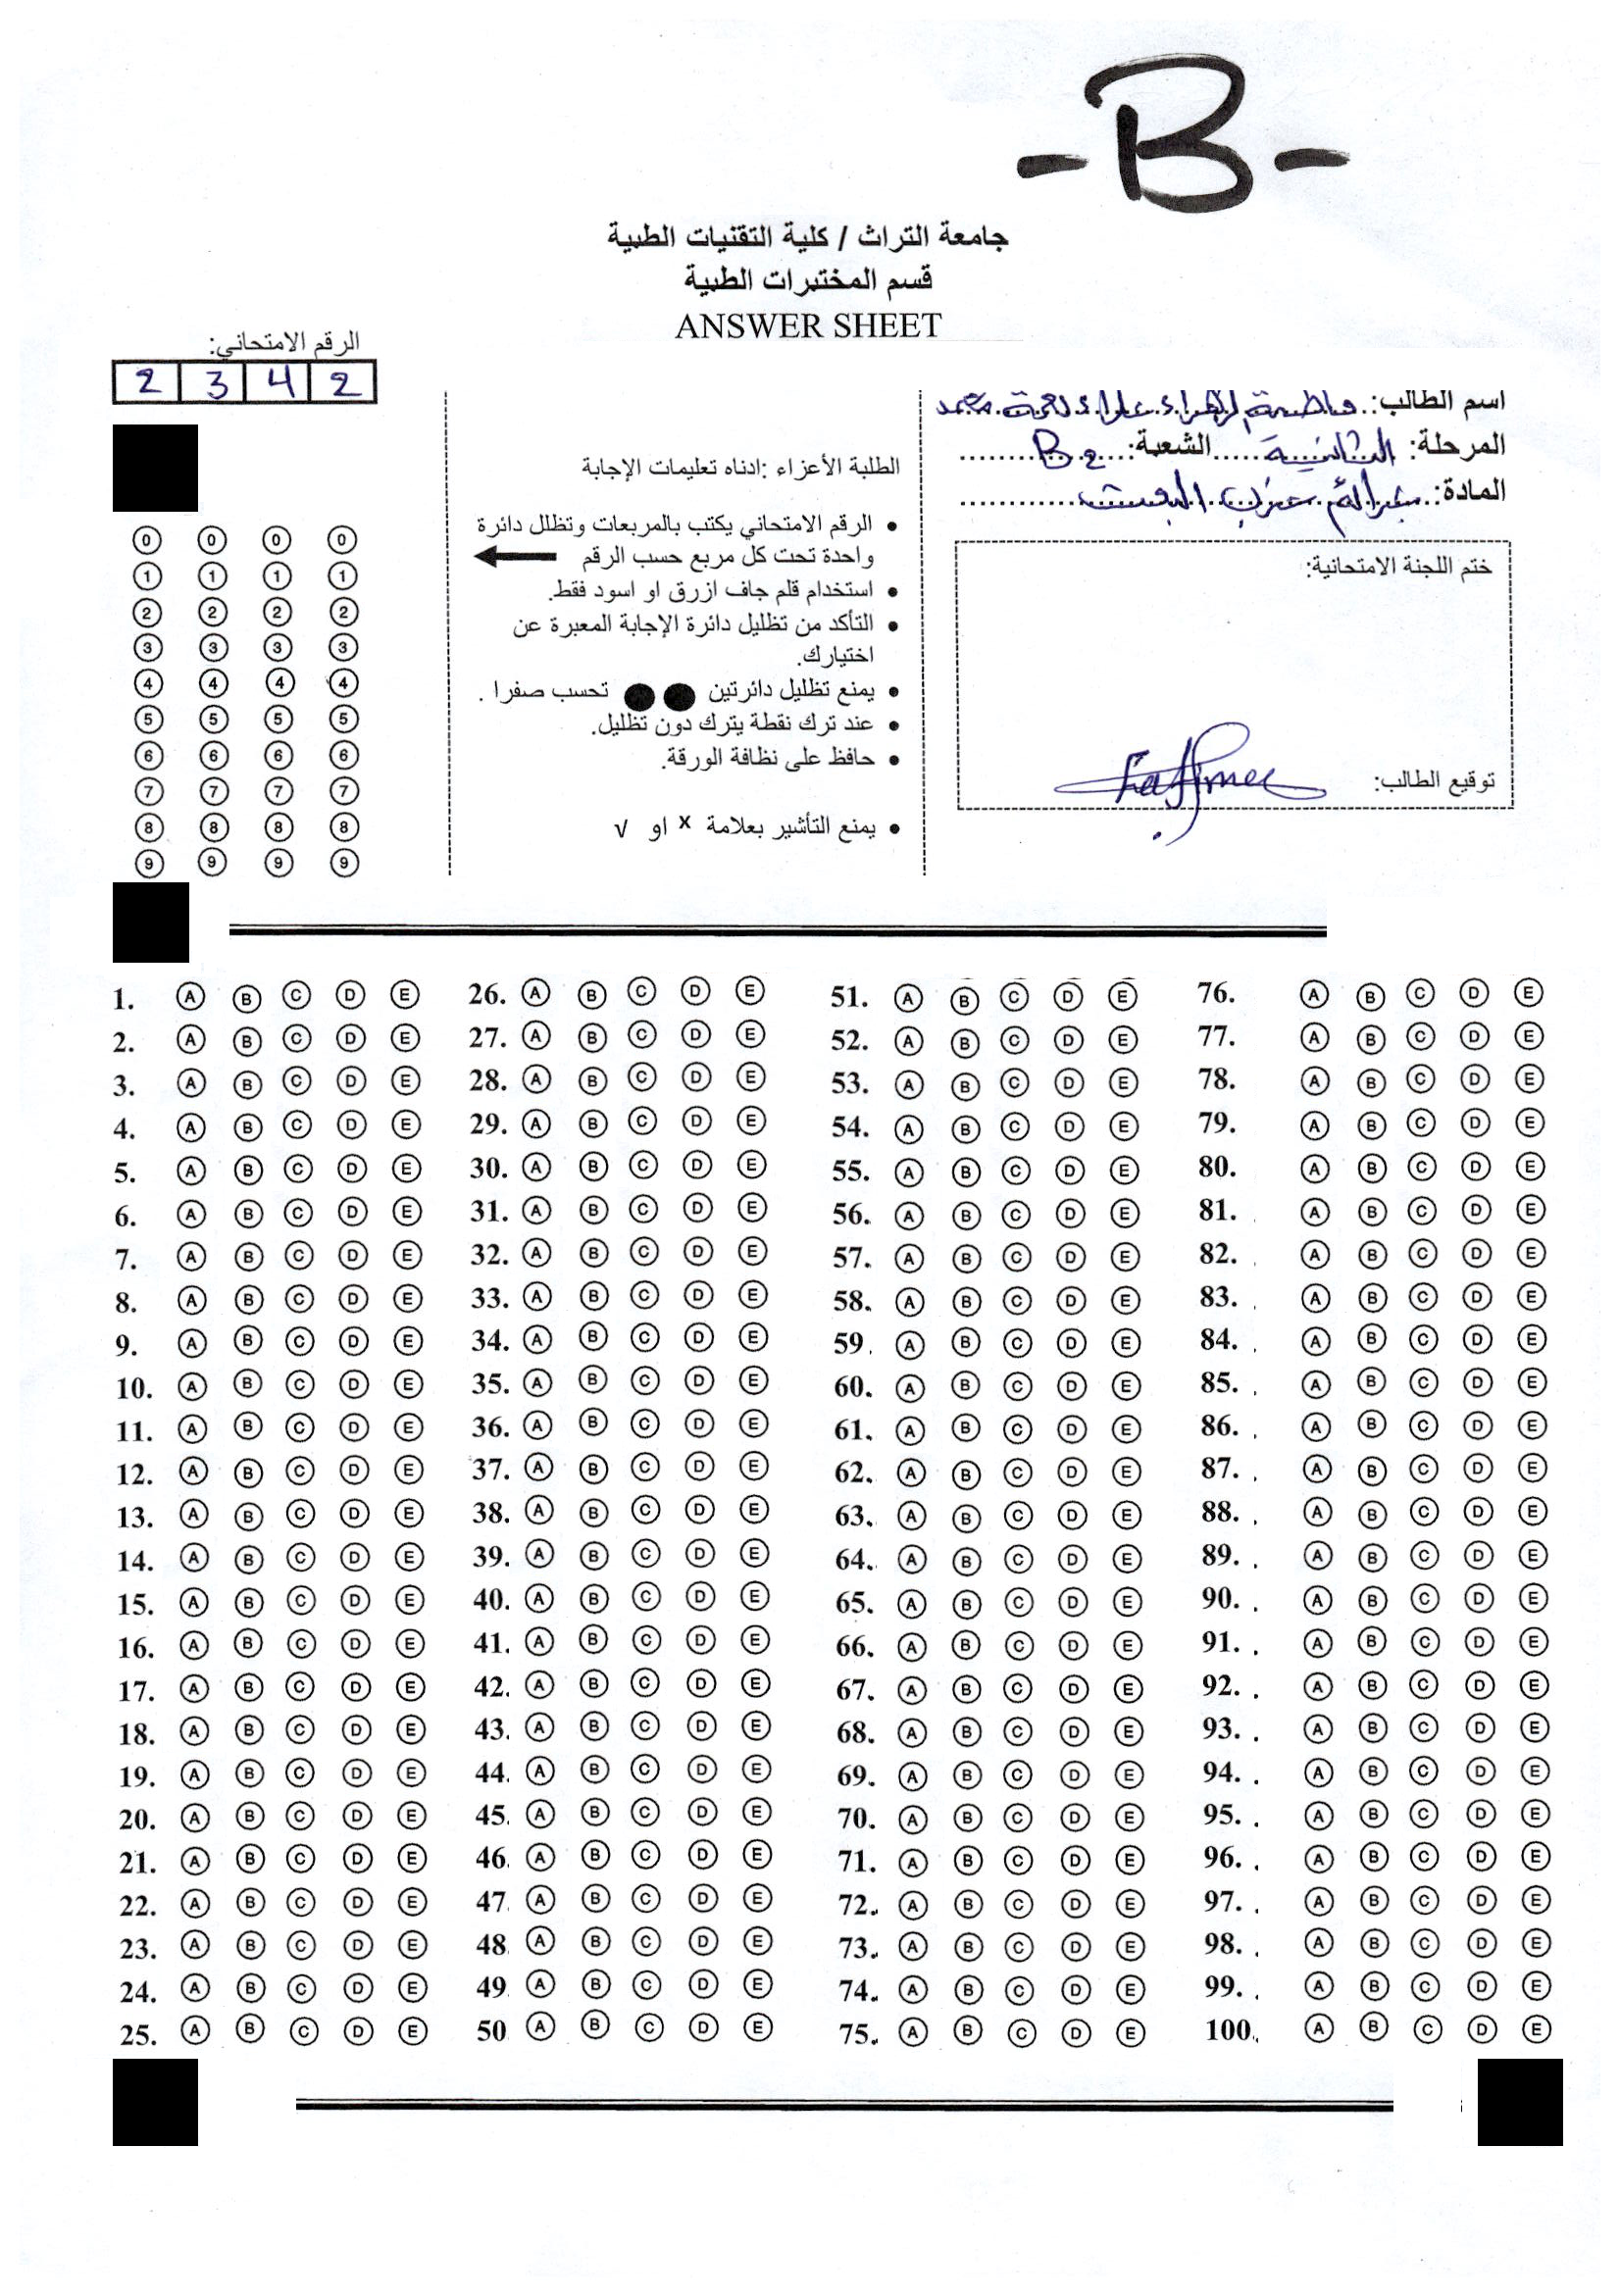 -B-
جامعة التراث / كلية التقنيات الطبية
قسم المختبرات الطبية
ANSWER SHEET
اسم الطالب: فاطمة الزهراء علاء نعمة محمد
المرحلة: الثانية الشعبة: B2
المادة:
ختم اللجنة الامتحانية:
توقيع الطالب:
الطلبة الأعزاء :ادناه تعليمات الإجابة
• الرقم الامتحاني يكتب بالمربعات وتظلل دائرة
واحدة تحت كل مربع حسب الرقم
• استخدام قلم جاف ازرق او اسود فقط.
• التأكد من تظليل دائرة الإجابة المعبرة عن
اختيارك.
• يمنع تظليل دائرتين تحسب صفرا .
• عند ترك نقطة يترك دون تظليل.
• حافظ على نظافة الورقة.
• يمنع التأشير بعلامة x او √
الرقم الامتحاني:
2 3 4 2
0 0 0 0
1 1 1 1
2 2 2 2
3 3 3 3
4 4 4 4
5 5 5 5
6 6 6 6
7 7 7 7
8 8 8 8
9 9 9 9
1. A B C D E 26. A B C D E 51. A B C D E 76. A B C D E
2. A B C D E 27. A B C D E 52. A B C D E 77. A B C D E
3. A B C D E 28. A B C D E 53. A B C D E 78. A B C D E
4. A B C D E 29. A B C D E 54. A B C D E 79. A B C D E
5. A B C D E 30. A B C D E 55. A B C D E 80. A B C D E
6. A B C D E 31. A B C D E 56. A B C D E 81. A B C D E
7. A B C D E 32. A B C D E 57. A B C D E 82. A B C D E
8. A B C D E 33. A B C D E 58. A B C D E 83. A B C D E
9. A B C D E 34. A B C D E 59. A B C D E 84. A B C D E
10. A B C D E 35. A B C D E 60. A B C D E 85. A B C D E
11. A B C D E 36. A B C D E 61. A B C D E 86. A B C D E
12. A B C D E 37. A B C D E 62. A B C D E 87. A B C D E
13. A B C D E 38. A B C D E 63. A B C D E 88. A B C D E
14. A B C D E 39. A B C D E 64. A B C D E 89. A B C D E
15. A B C D E 40. A B C D E 65. A B C D E 90. A B C D E
16. A B C D E 41. A B C D E 66. A B C D E 91. A B C D E
17. A B C D E 42. A B C D E 67. A B C D E 92. A B C D E
18. A B C D E 43. A B C D E 68. A B C D E 93. A B C D E
19. A B C D E 44. A B C D E 69. A B C D E 94. A B C D E
20. A B C D E 45. A B C D E 70. A B C D E 95. A B C D E
21. A B C D E 46. A B C D E 71. A B C D E 96. A B C D E
22. A B C D E 47. A B C D E 72. A B C D E 97. A B C D E
23. A B C D E 48. A B C D E 73. A B C D E 98. A B C D E
24. A B C D E 49. A B C D E 74. A B C D E 99. A B C D E
25. A B C D E 50 A B C D E 75. A B C D E 100. A B C D E